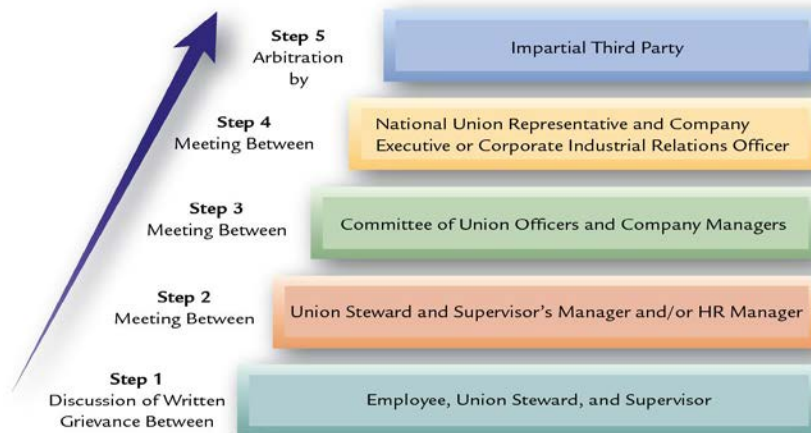 Step 5
Arbitration
by
Impartial Third Party
Step 4
Meeting Between
National Union Representative and Company
Executive or Corporate Industrial Relations Officer
Step 3
Meeting Between
Committee of Union Officers and Company Managers
Step 2
Meeting Between
Union Steward and Supervisor's Manager and/or HR Manager
Step 1
Discussion of Written
Grievance Between
Employee, Union Steward, and Supervisor